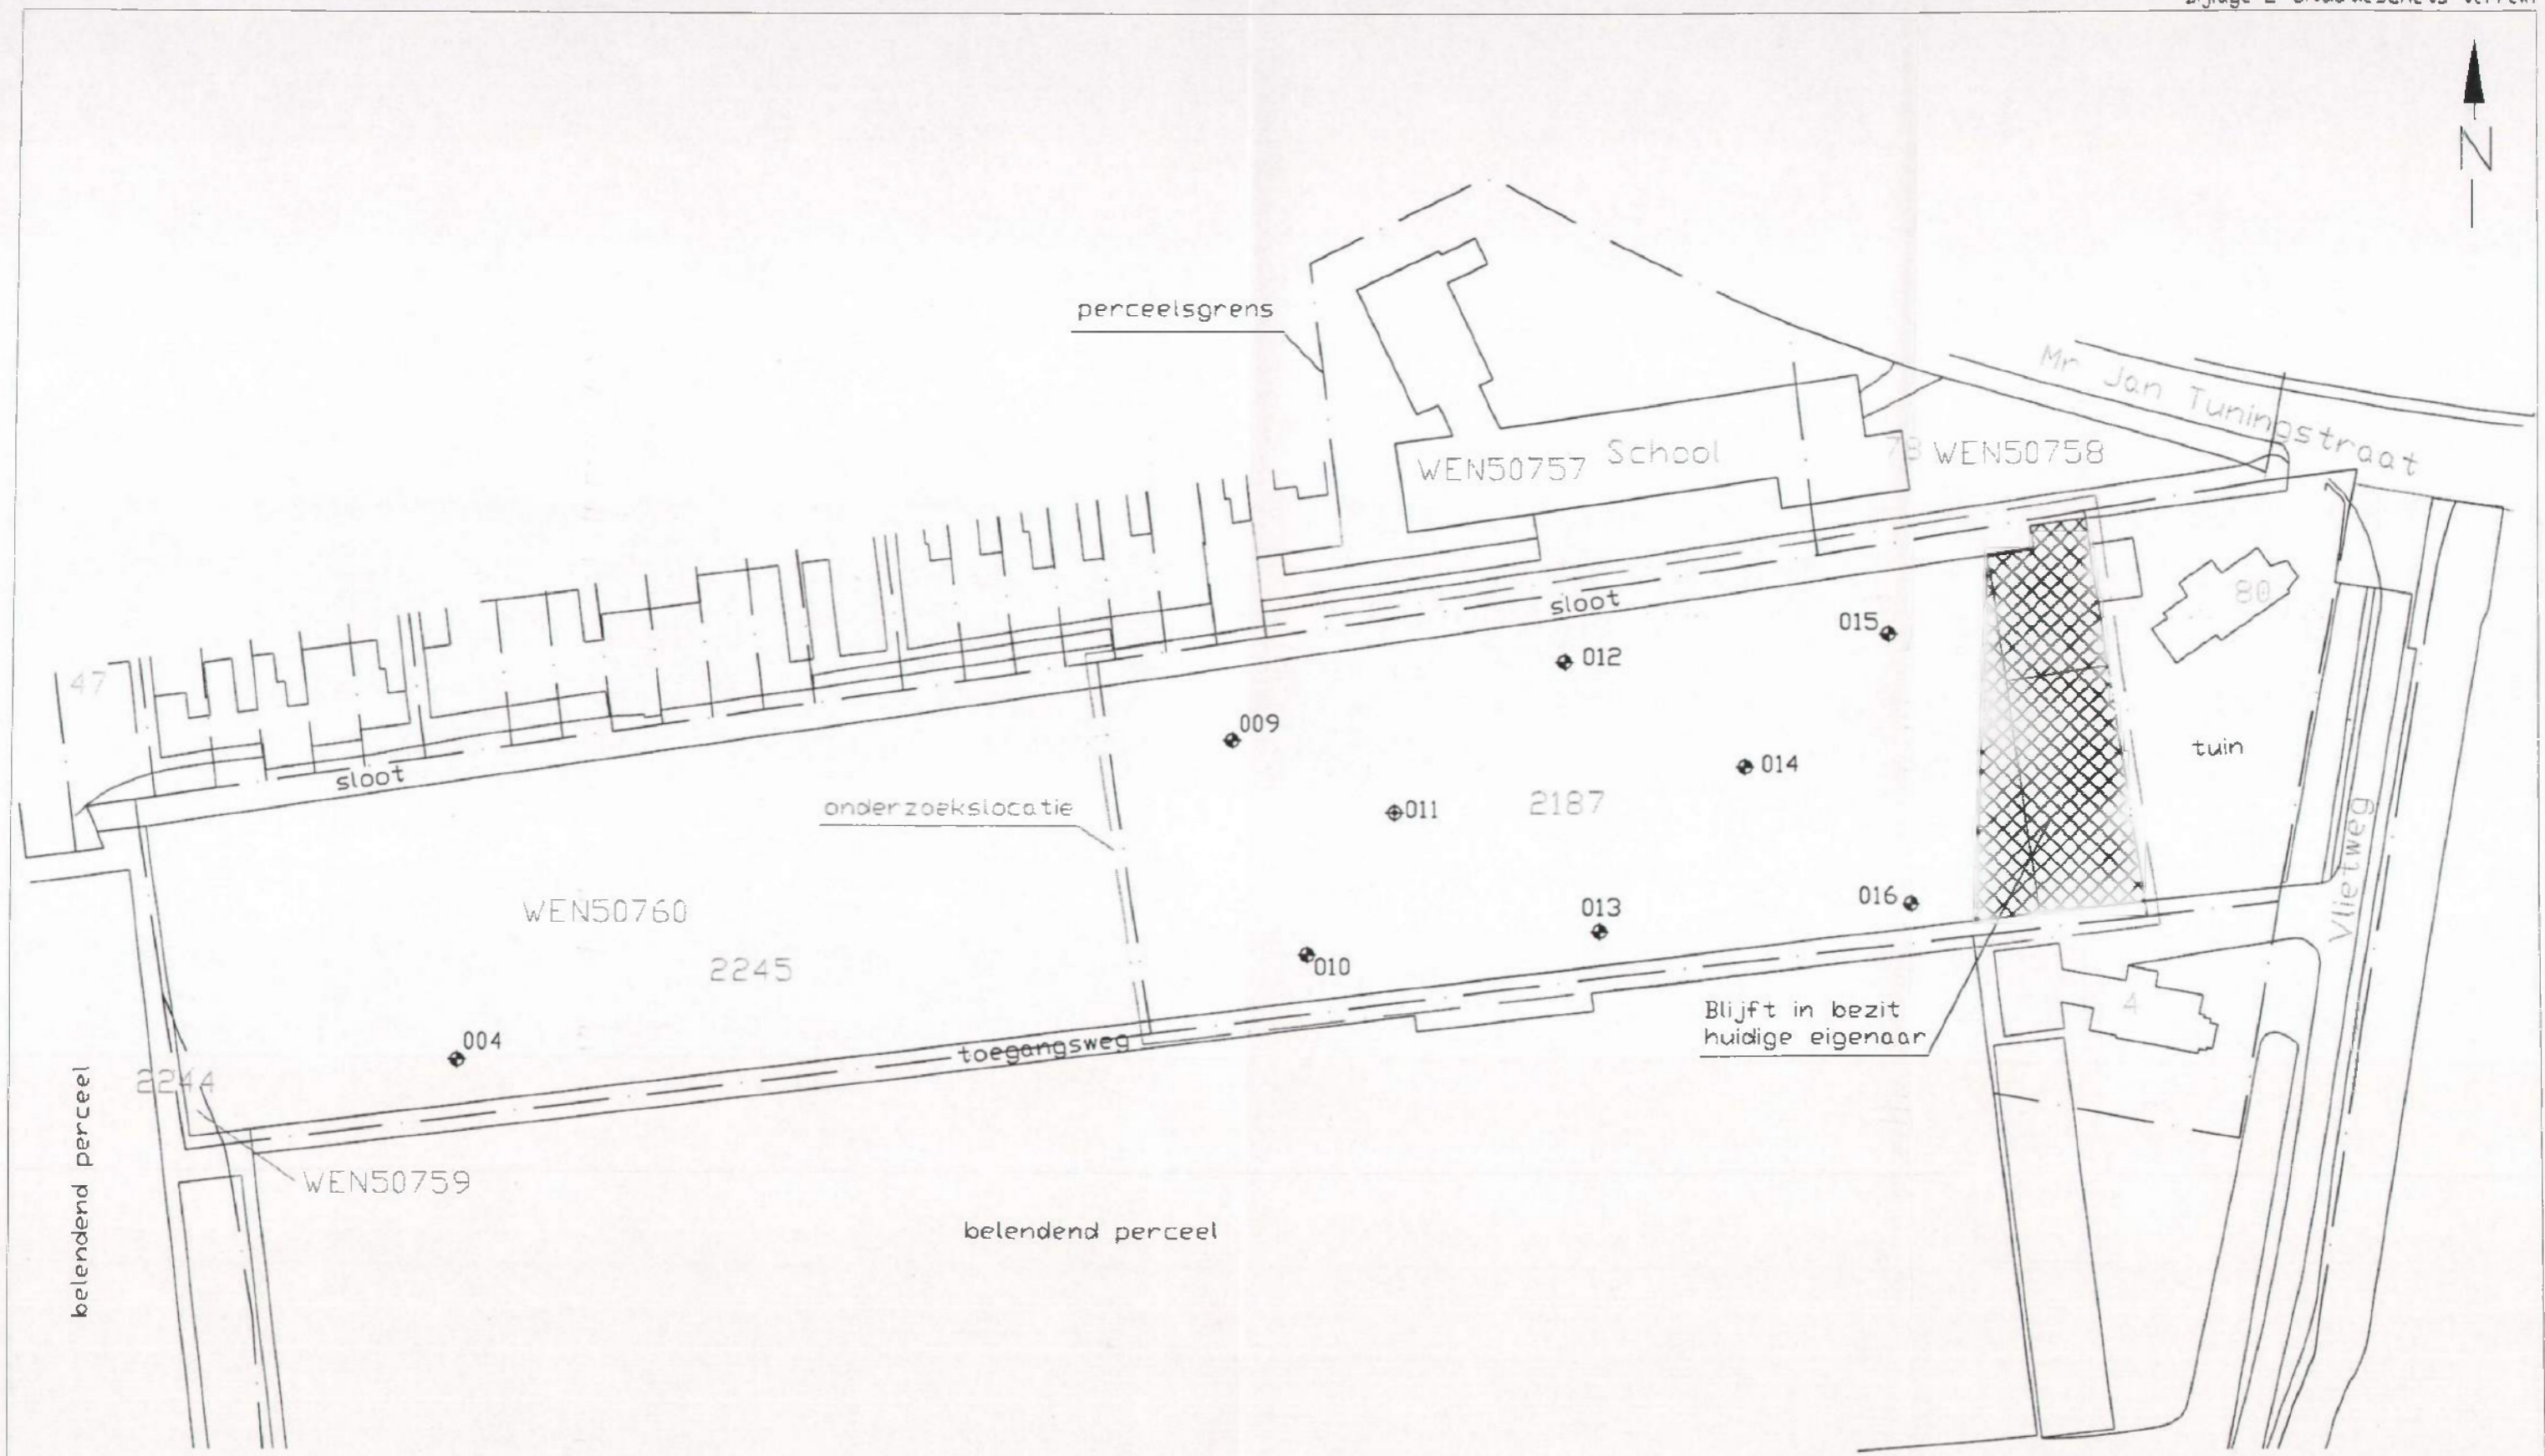 N
perceelsgrens
Mr Jan Tuningstraat
WEN50757 School
78 WEN50758
sloot
80
015
012
47
009
tuin
sloot
014
onderzoekslocatie
011
2187
Vlietweg
WEN50760
016
013
2245
010
4
Blijft in bezit
huidige eigenaar
004
toegangsweg
2244
belendend perceel
WEN50759
belendend perceel